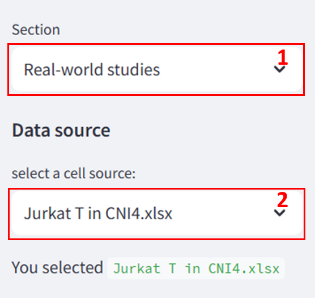 Section
1
Real-world studies
Data source
select a cell source:
2
Jurkat T in CNI4.xlsx
You selected Jurkat T in CNI4.xlsx